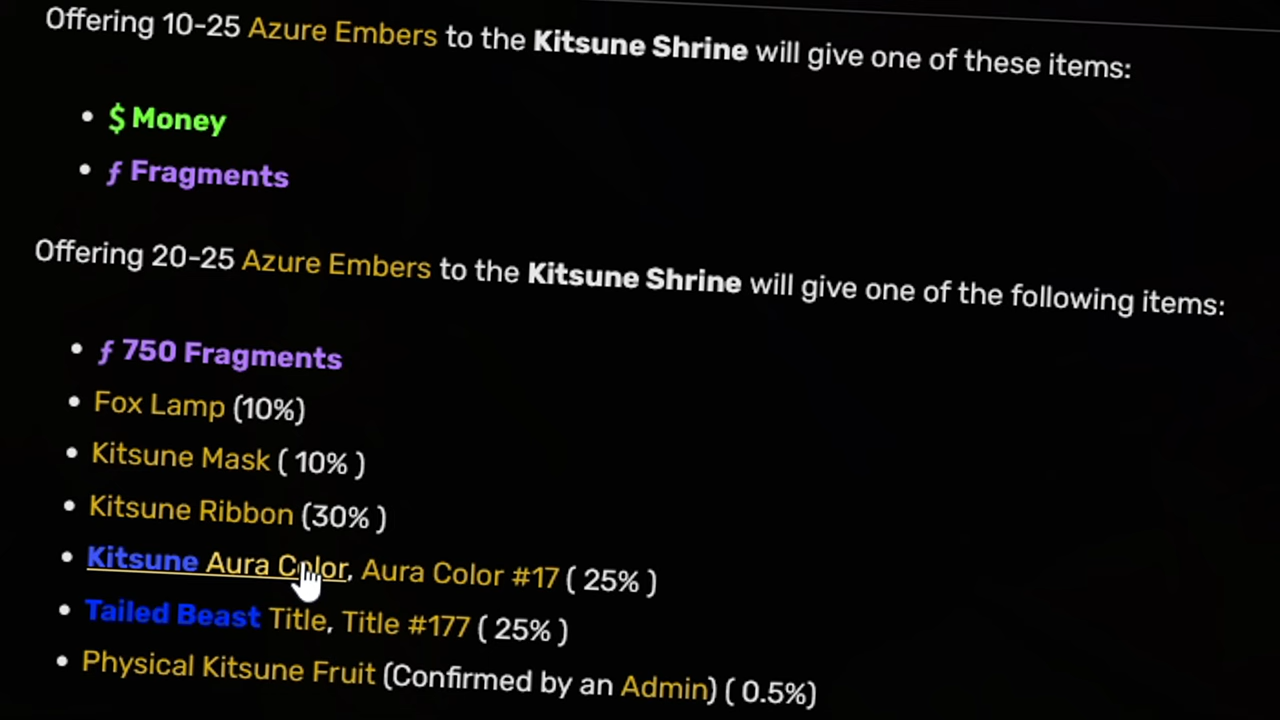 Offering 10-25 Azure Embers to the Kitsune Shrine will give one of these items:
• $ Money
• ƒ Fragments
Offering 20-25 Azure Embers to the Kitsune Shrine will give one of the following items:
• ƒ 750 Fragments
• Fox Lamp (10%)
• Kitsune Mask ( 10% )
• Kitsune Ribbon (30% )
• Kitsune Aura Color, Aura Color #17 ( 25% )
• Tailed Beast Title, Title #177 ( 25% )
• Physical Kitsune Fruit (Confirmed by an Admin) ( 0.5%)